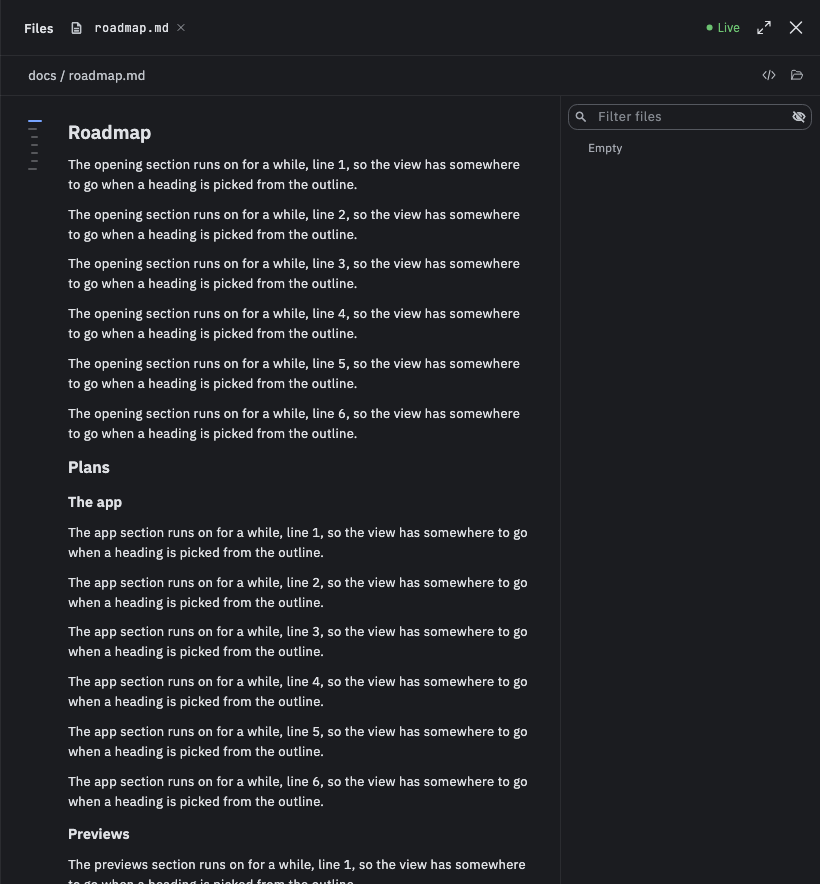 Files
roadmap.md
Live
docs / roadmap.md
Filter files
Empty
Roadmap
The opening section runs on for a while, line 1, so the view has somewhere
to go when a heading is picked from the outline.
The opening section runs on for a while, line 2, so the view has somewhere
to go when a heading is picked from the outline.
The opening section runs on for a while, line 3, so the view has somewhere
to go when a heading is picked from the outline.
The opening section runs on for a while, line 4, so the view has somewhere
to go when a heading is picked from the outline.
The opening section runs on for a while, line 5, so the view has somewhere
to go when a heading is picked from the outline.
The opening section runs on for a while, line 6, so the view has somewhere
to go when a heading is picked from the outline.
Plans
The app
The app section runs on for a while, line 1, so the view has somewhere to go
when a heading is picked from the outline.
The app section runs on for a while, line 2, so the view has somewhere to go
when a heading is picked from the outline.
The app section runs on for a while, line 3, so the view has somewhere to go
when a heading is picked from the outline.
The app section runs on for a while, line 4, so the view has somewhere to go
when a heading is picked from the outline.
The app section runs on for a while, line 5, so the view has somewhere to go
when a heading is picked from the outline.
The app section runs on for a while, line 6, so the view has somewhere to go
when a heading is picked from the outline.
Previews
The previews section runs on for a while, line 1, so the view has somewhere
to go when a heading is picked from the outline.